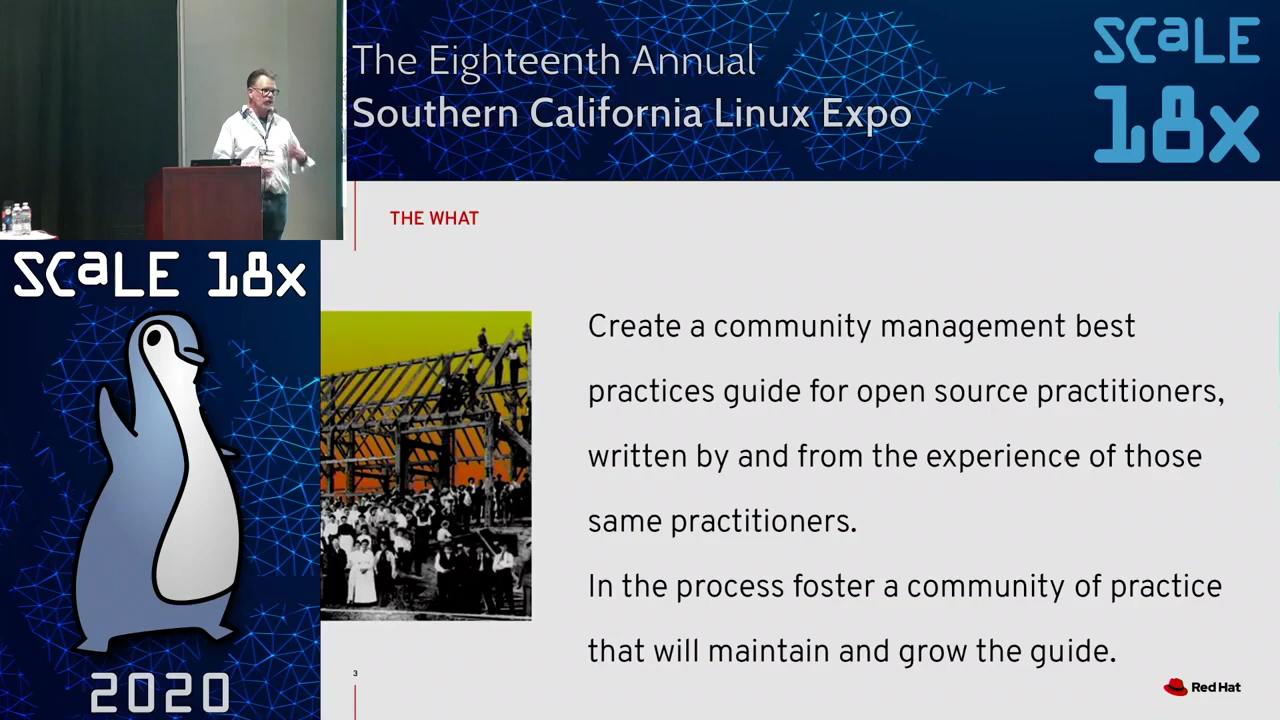 The Eighteenth Annual
Southern California Linux Expo
SCaLE
18x
THE WHAT
SCaLE 18x
Create a community management best
practices guide for open source practitioners,
written by and from the experience of those
same practitioners.
In the process foster a community of practice
that will maintain and grow the guide.
3
Red Hat
2020